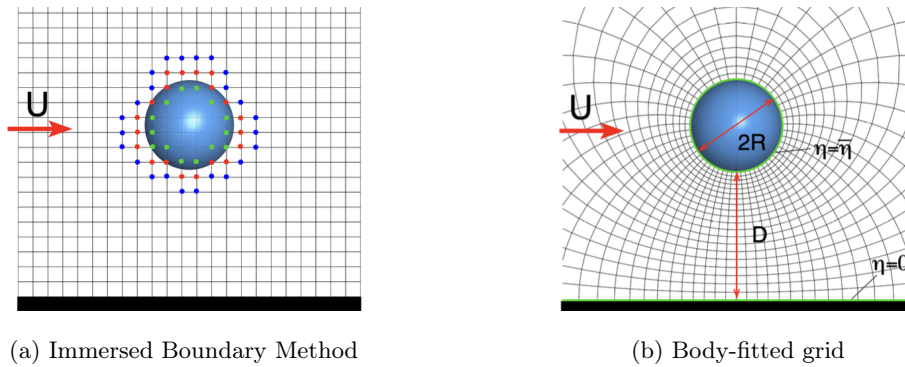 U
U
2R
η=η̅
D
η=0
(a) Immersed Boundary Method
(b) Body-fitted grid